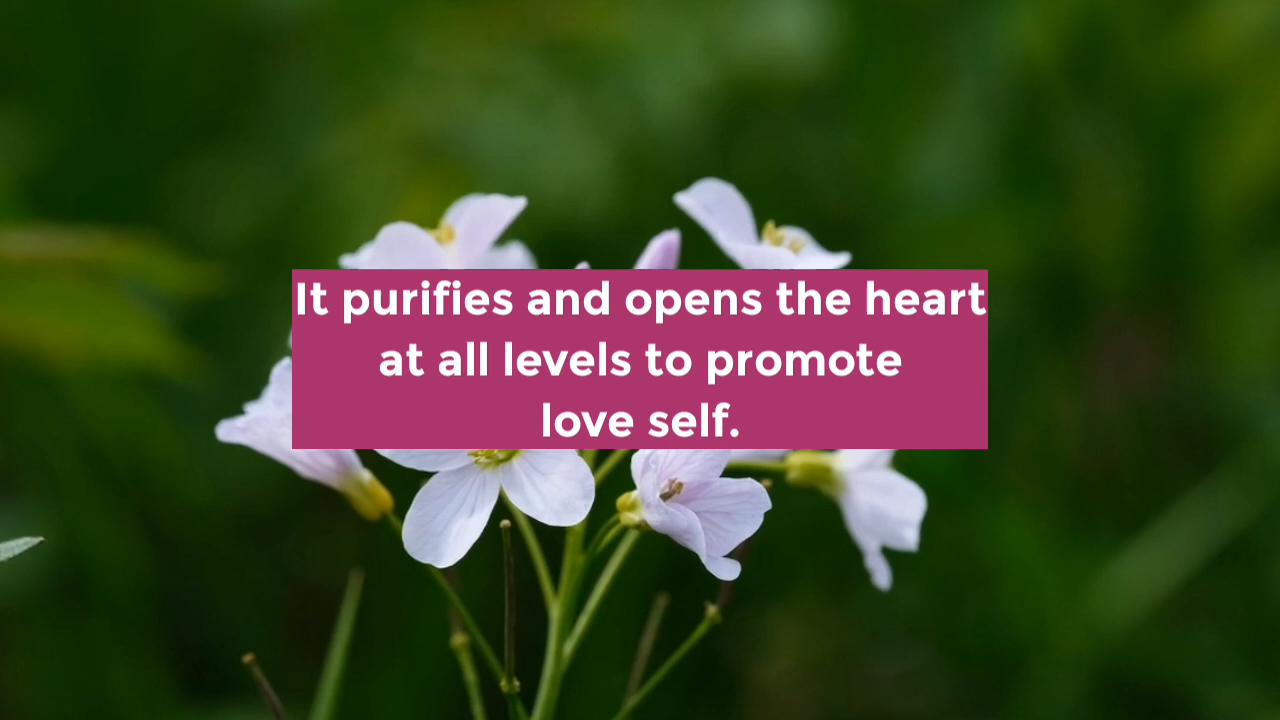 It purifies and opens the heart
at all levels to promote
love self.